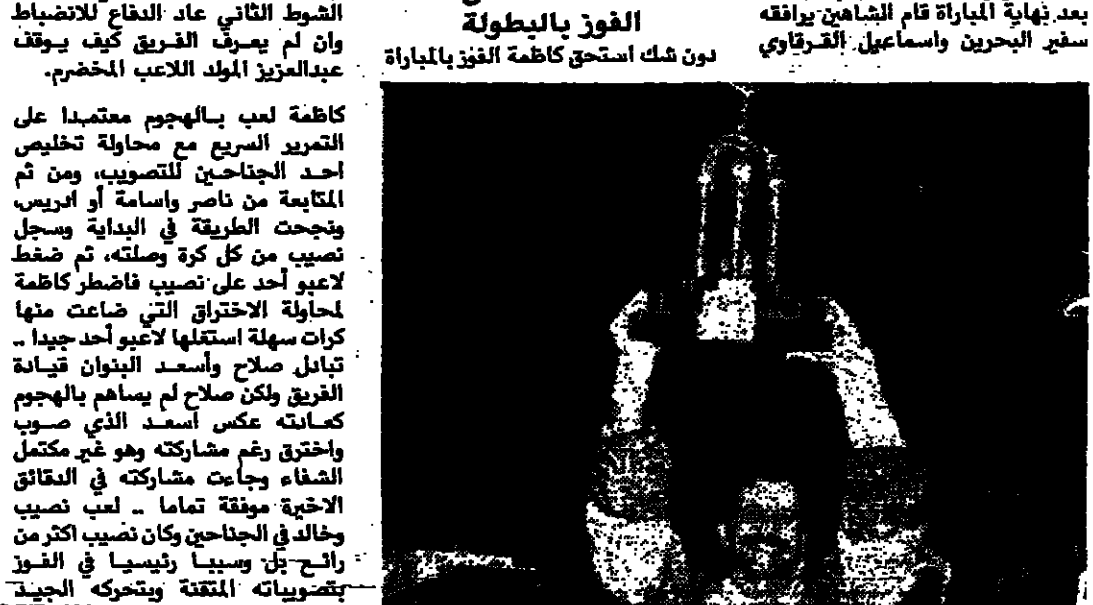 بعد نهاية المباراة قام الشاهين يرافقه
سفير البحرين واسماعيل القرقاوي
الفوز بالبطولة
دون شك استحق كاظمة الفوز بالمباراة
الشوط الثاني عاد الدفاع للانضباط
وان لم يعرف الفريق كيف يوقف
عبدالعزيز المولد اللاعب المخضرم.
كاظمة لعب بالهجوم معتمدا على
التمرير السريع مع محاولة تخليص
احد الجناحين للتصويب، ومن ثم
المتابعة من ناصر واسامة أو ادريس،
ونجحت الطريقة في البداية وسجل
نصيب من كل كرة وصلته، ثم ضغط
لاعبو أحد على نصيب فاضطر كاظمة
لمحاولة الاختراق التي ضاعت منها
كرات سهلة استغلها لاعبو أحد جيدا ..
تبادل صلاح وأسعد البنوان قيادة
الفريق ولكن صلاح لم يساهم بالهجوم
كعادته عكس اسعد الذي صوب
واخترق رغم مشاركته وهو غير مكتمل
الشفاء وجاءت مشاركته في الدقائق
الاخيرة موفقة تماما .. لعب نصيب
وخالد في الجناحين وكان نصيب اكثر من
رائع بل وسببا رئيسيا في الفوز
بتصويباته المتقنة وبتحركه الجيد